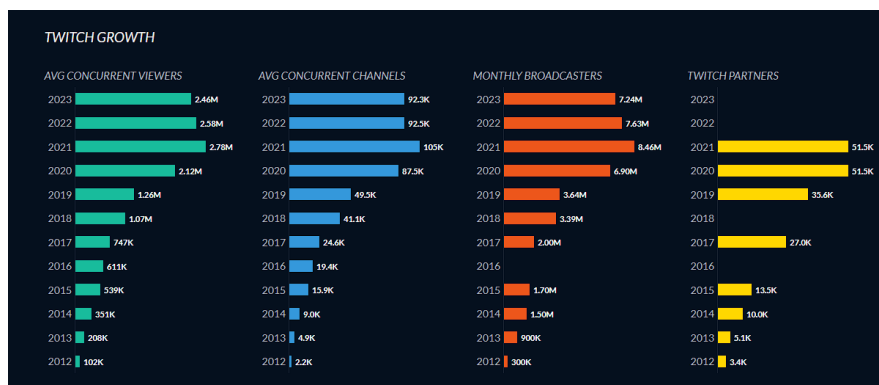 TWITCH GROWTH
AVG CONCURRENT VIEWERS AVG CONCURRENT CHANNELS MONTHLY BROADCASTERS TWITCH PARTNERS
2023 2.46M 2023 92.3K 2023 7.24M 2023
2022 2.58M 2022 92.5K 2022 7.63M 2022
2021 2.78M 2021 105K 2021 8.46M 2021 51.5K
2020 2.12M 2020 87.5K 2020 6.90M 2020 51.5K
2019 1.26M 2019 49.5K 2019 3.64M 2019 35.6K
2018 1.07M 2018 41.1K 2018 3.39M 2018
2017 747K 2017 24.6K 2017 2.00M 2017 27.0K
2016 611K 2016 19.4K 2016 2016
2015 539K 2015 15.9K 2015 1.70M 2015 13.5K
2014 351K 2014 9.0K 2014 1.50M 2014 10.0K
2013 208K 2013 4.9K 2013 900K 2013 5.1K
2012 102K 2012 2.2K 2012 300K 2012 3.4K